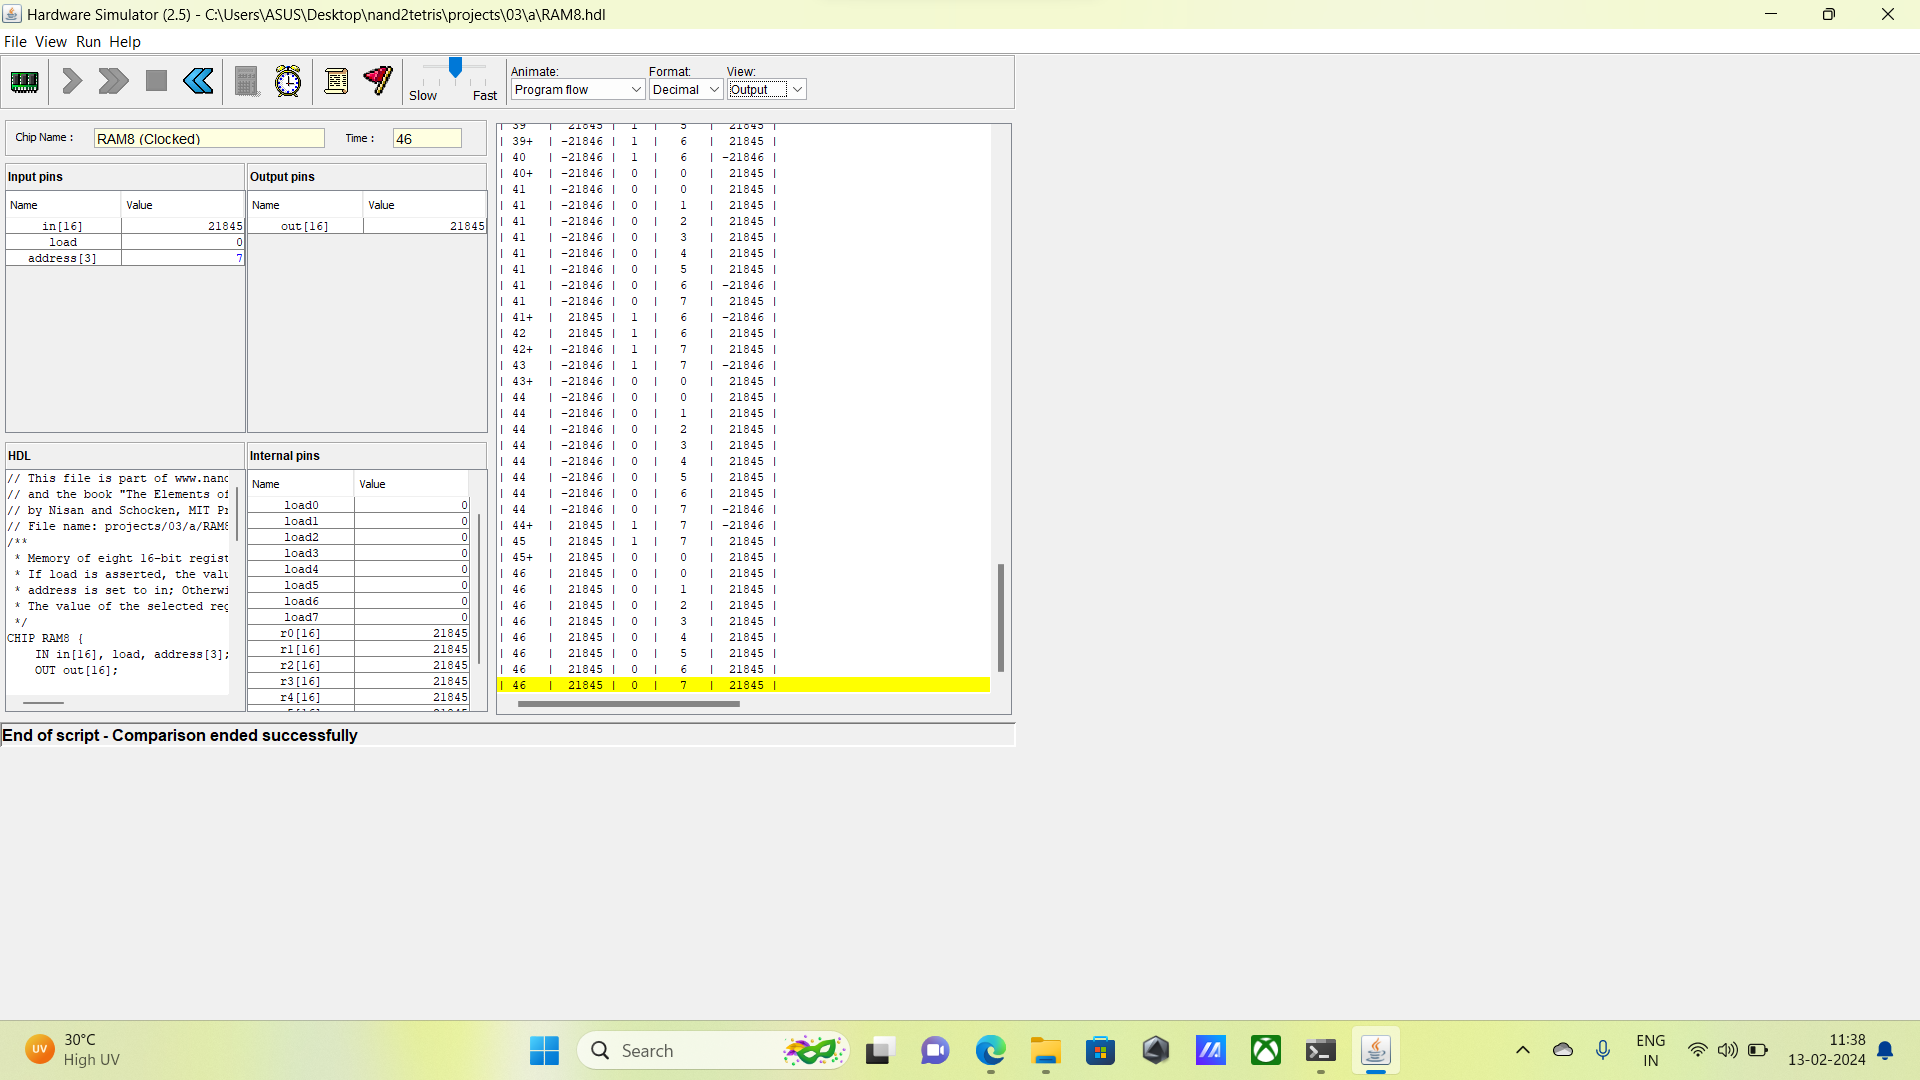 Hardware Simulator (2.5) - C:\Users\ASUS\Desktop\nand2tetris\projects\03\a\RAM8.hdl
File View Run Help
Slow Fast
Animate: Format: View:
Program flow Decimal Output
Chip Name : RAM8 (Clocked) Time : 46
Input pins
Name Value
in[16] 21845
load 0
address[3] 7
Output pins
Name Value
out[16] 21845
HDL
// This file is part of www.nand
// and the book "The Elements of
// by Nisan and Schocken, MIT Pr
// File name: projects/03/a/RAM8
/**
* Memory of eight 16-bit regist
* If load is asserted, the valu
* address is set to in; Otherwi
* The value of the selected reg
*/
CHIP RAM8 {
IN in[16], load, address[3];
OUT out[16];
Internal pins
Name Value
load0 0
load1 0
load2 0
load3 0
load4 0
load5 0
load6 0
load7 0
r0[16] 21845
r1[16] 21845
r2[16] 21845
r3[16] 21845
r4[16] 21845
| 39 | 21845 | 1 | 5 | 21845 |
| 39+ | -21846 | 1 | 6 | 21845 |
| 40 | -21846 | 1 | 6 | -21846 |
| 40+ | -21846 | 0 | 0 | 21845 |
| 41 | -21846 | 0 | 0 | 21845 |
| 41 | -21846 | 0 | 1 | 21845 |
| 41 | -21846 | 0 | 2 | 21845 |
| 41 | -21846 | 0 | 3 | 21845 |
| 41 | -21846 | 0 | 4 | 21845 |
| 41 | -21846 | 0 | 5 | 21845 |
| 41 | -21846 | 0 | 6 | -21846 |
| 41 | -21846 | 0 | 7 | 21845 |
| 41+ | 21845 | 1 | 6 | -21846 |
| 42 | 21845 | 1 | 6 | 21845 |
| 42+ | -21846 | 1 | 7 | 21845 |
| 43 | -21846 | 1 | 7 | -21846 |
| 43+ | -21846 | 0 | 0 | 21845 |
| 44 | -21846 | 0 | 0 | 21845 |
| 44 | -21846 | 0 | 1 | 21845 |
| 44 | -21846 | 0 | 2 | 21845 |
| 44 | -21846 | 0 | 3 | 21845 |
| 44 | -21846 | 0 | 4 | 21845 |
| 44 | -21846 | 0 | 5 | 21845 |
| 44 | -21846 | 0 | 6 | 21845 |
| 44 | -21846 | 0 | 7 | -21846 |
| 44+ | 21845 | 1 | 7 | -21846 |
| 45 | 21845 | 1 | 7 | 21845 |
| 45+ | 21845 | 0 | 0 | 21845 |
| 46 | 21845 | 0 | 0 | 21845 |
| 46 | 21845 | 0 | 1 | 21845 |
| 46 | 21845 | 0 | 2 | 21845 |
| 46 | 21845 | 0 | 3 | 21845 |
| 46 | 21845 | 0 | 4 | 21845 |
| 46 | 21845 | 0 | 5 | 21845 |
| 46 | 21845 | 0 | 6 | 21845 |
| 46 | 21845 | 0 | 7 | 21845 |
End of script - Comparison ended successfully
UV
30°C
High UV
Search
ENG
IN
11:38
13-02-2024